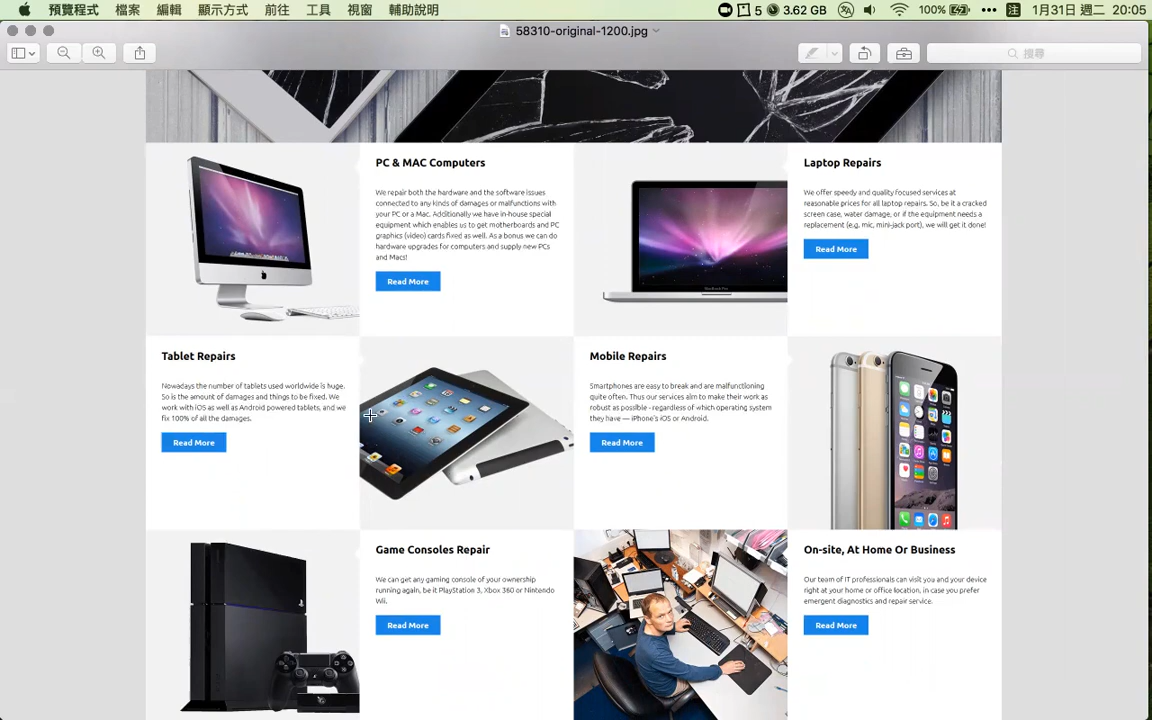 預覽程式 檔案 編輯 顯示方式 前往 工具 視窗 輔助說明 5 3.62 GB 100% 注 1月31日 週二 20:05
58310-original-1200.jpg
搜尋
PC & MAC Computers
We repair both the hardware and the software issues
connected to any kinds of damages or malfunctions with
your PC or a Mac. Additionally we have in-house special
equipment which enables us to get motherboards and PC
graphics (video) cards fixed as well. As a bonus we can do
hardware upgrades for computers and supply new PCs
and Macs!
Read More
MacBook Pro
Laptop Repairs
We offer speedy and quality focused services at
reasonable prices for all laptop repairs. So, be it a cracked
screen case, water damage, or if the equipment needs a
replacement (e.g. mic, mini-jack port), we will get it done!
Read More
Tablet Repairs
Nowadays the number of tablets used worldwide is huge.
So is the amount of damages and things to be fixed. We
work with iOS as well as Android powered tablets, and we
fix 100% of all the damages.
Read More
Mobile Repairs
Smartphones are easy to break and are malfunctioning
quite often. Thus our services aim to make their work as
robust as possible - regardless of which operating system
they have — iPhone's iOS or Android.
Read More
Game Consoles Repair
We can get any gaming console of your ownership
running again, be it PlayStation 3, Xbox 360 or Nintendo
Wii.
Read More
On-site, At Home Or Business
Our team of IT professionals can visit you and your device
right at your home or office location, in case you prefer
emergent diagnostics and repair service.
Read More